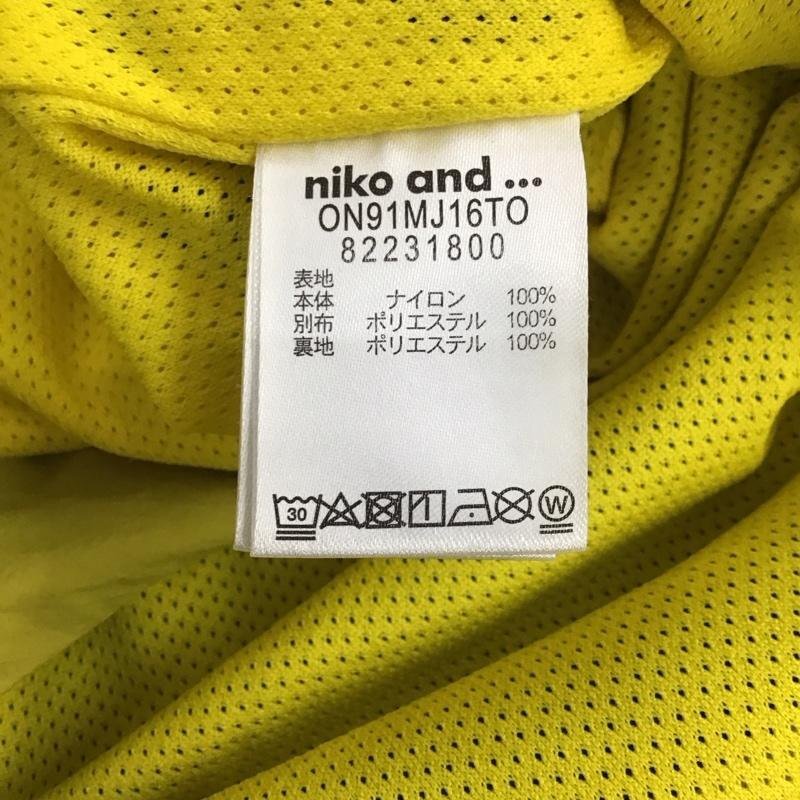 niko and ...
ON91MJ16TO
82231800
表地
本体 ナイロン 100%
別布 ポリエステル 100%
裏地 ポリエステル 100%
30 W